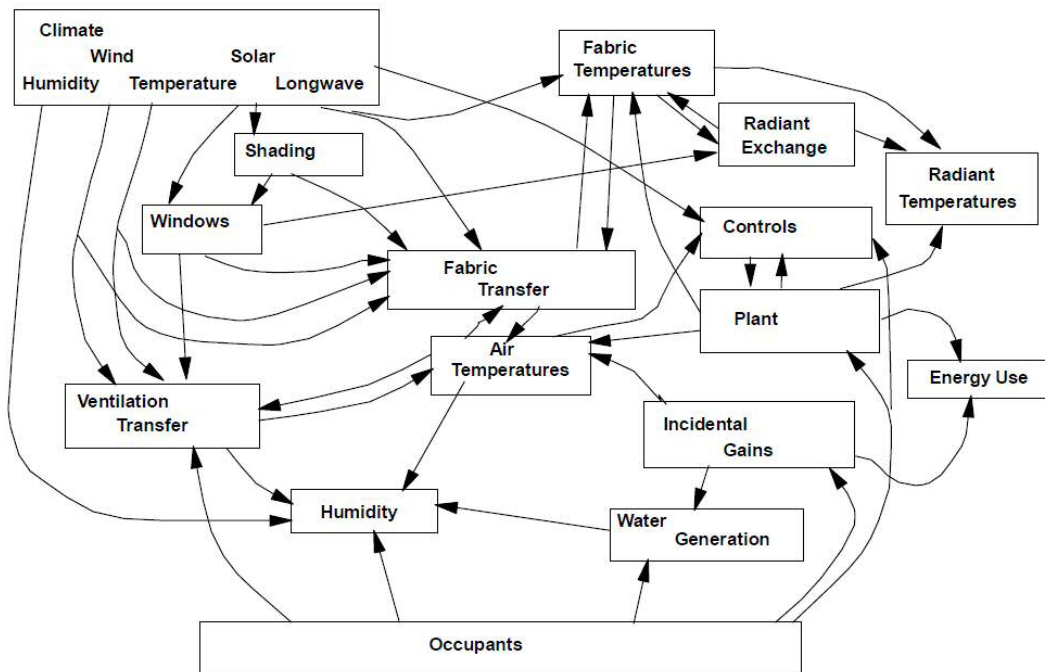 Climate
Wind Solar
Humidity Temperature Longwave
Fabric
Temperatures
Shading
Radiant
Exchange
Radiant
Temperatures
Windows
Controls
Fabric
Transfer
Plant
Air
Temperatures
Energy Use
Ventilation
Transfer
Incidental
Gains
Humidity
Water
Generation
Occupants